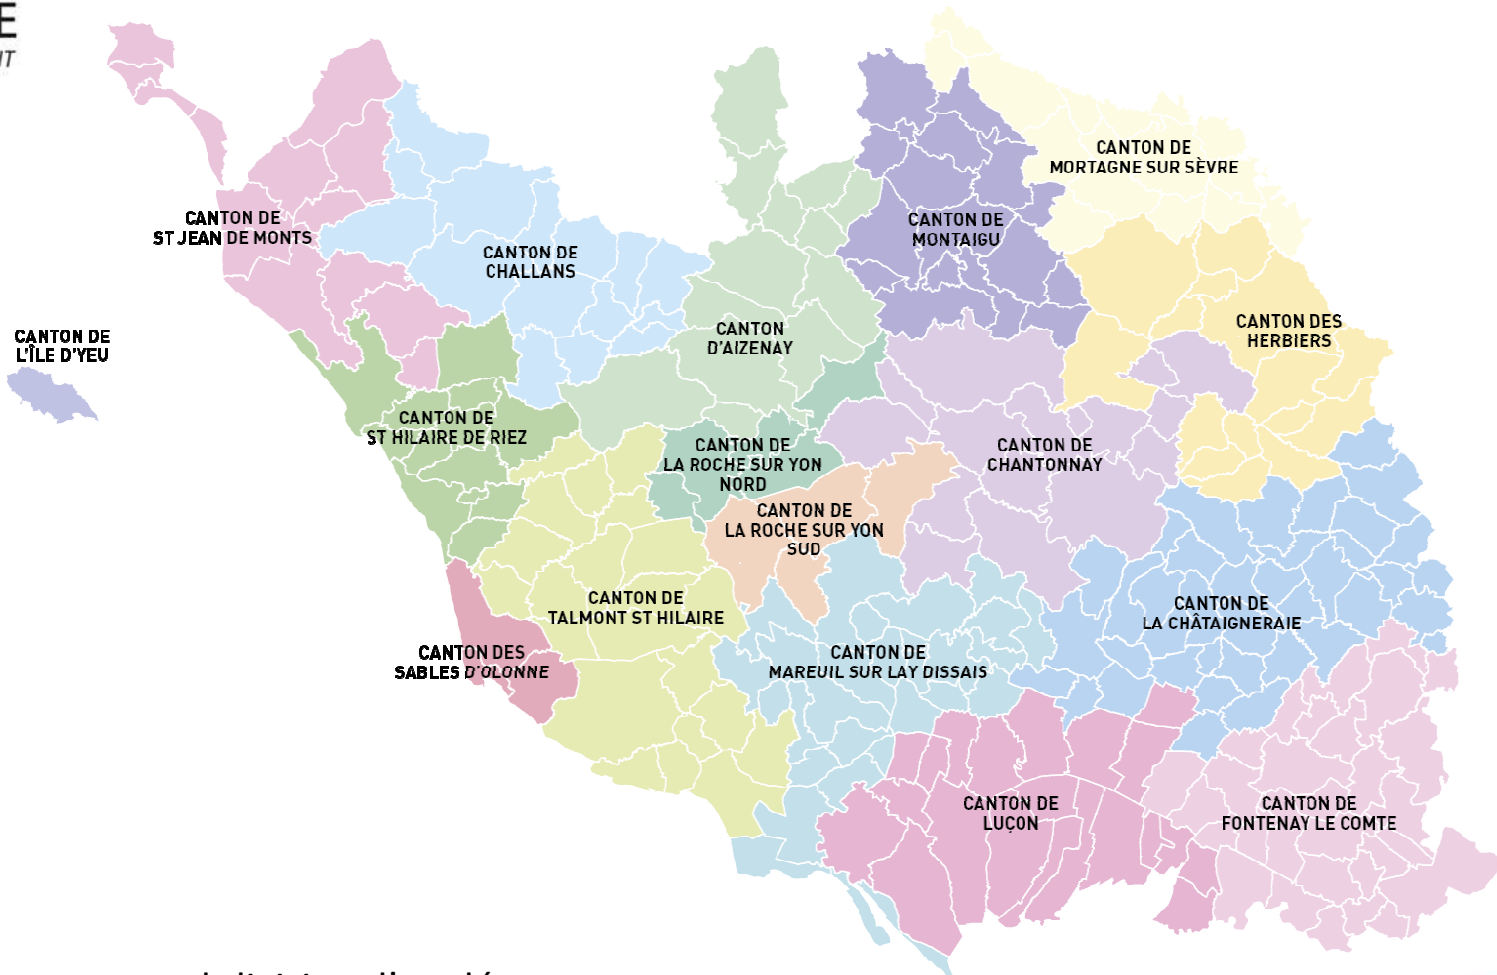 E
IT
CANTON DE
MORTAGNE SUR SÈVRE
CANTON DE
ST JEAN DE MONTS
CANTON DE
MONTAIGU
CANTON DE
CHALLANS
CANTON DE
L'ÎLE D'YEU
CANTON
D'AIZENAY
CANTON DES
HERBIERS
CANTON DE
ST HILAIRE DE RIEZ
CANTON DE
LA ROCHE SUR YON
NORD
CANTON DE
CHANTONNAY
CANTON DE
LA ROCHE SUR YON
SUD
CANTON DE
TALMONT ST HILAIRE
CANTON DE
LA CHÂTAIGNERAIE
CANTON DES
SABLES D'OLONNE
CANTON DE
MAREUIL SUR LAY DISSAIS
CANTON DE
LUÇON
CANTON DE
FONTENAY LE COMTE